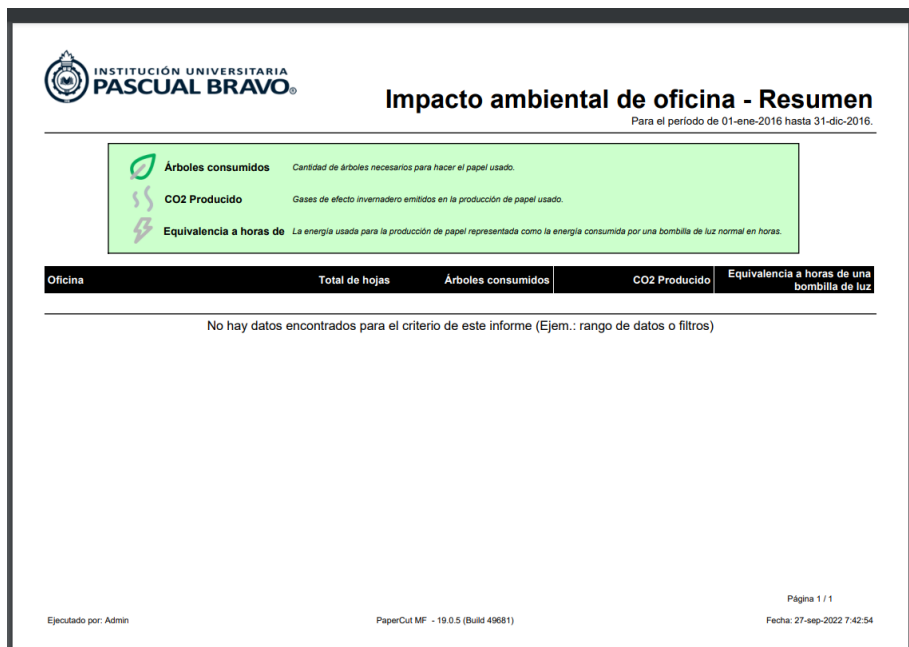 INSTITUCIÓN UNIVERSITARIA
PASCUAL BRAVO®
Impacto ambiental de oficina - Resumen
Para el período de 01-ene-2016 hasta 31-dic-2016.
Árboles consumidos Cantidad de árboles necesarios para hacer el papel usado.
CO2 Producido Gases de efecto invernadero emitidos en la producción de papel usado.
Equivalencia a horas de La energía usada para la producción de papel representada como la energía consumida por una bombilla de luz normal en horas.
Oficina Total de hojas Árboles consumidos CO2 Producido Equivalencia a horas de una
bombilla de luz
No hay datos encontrados para el criterio de este informe (Ejem.: rango de datos o filtros)
Página 1 / 1
Ejecutado por: Admin PaperCut MF - 19.0.5 (Build 49681) Fecha: 27-sep-2022 7:42:54